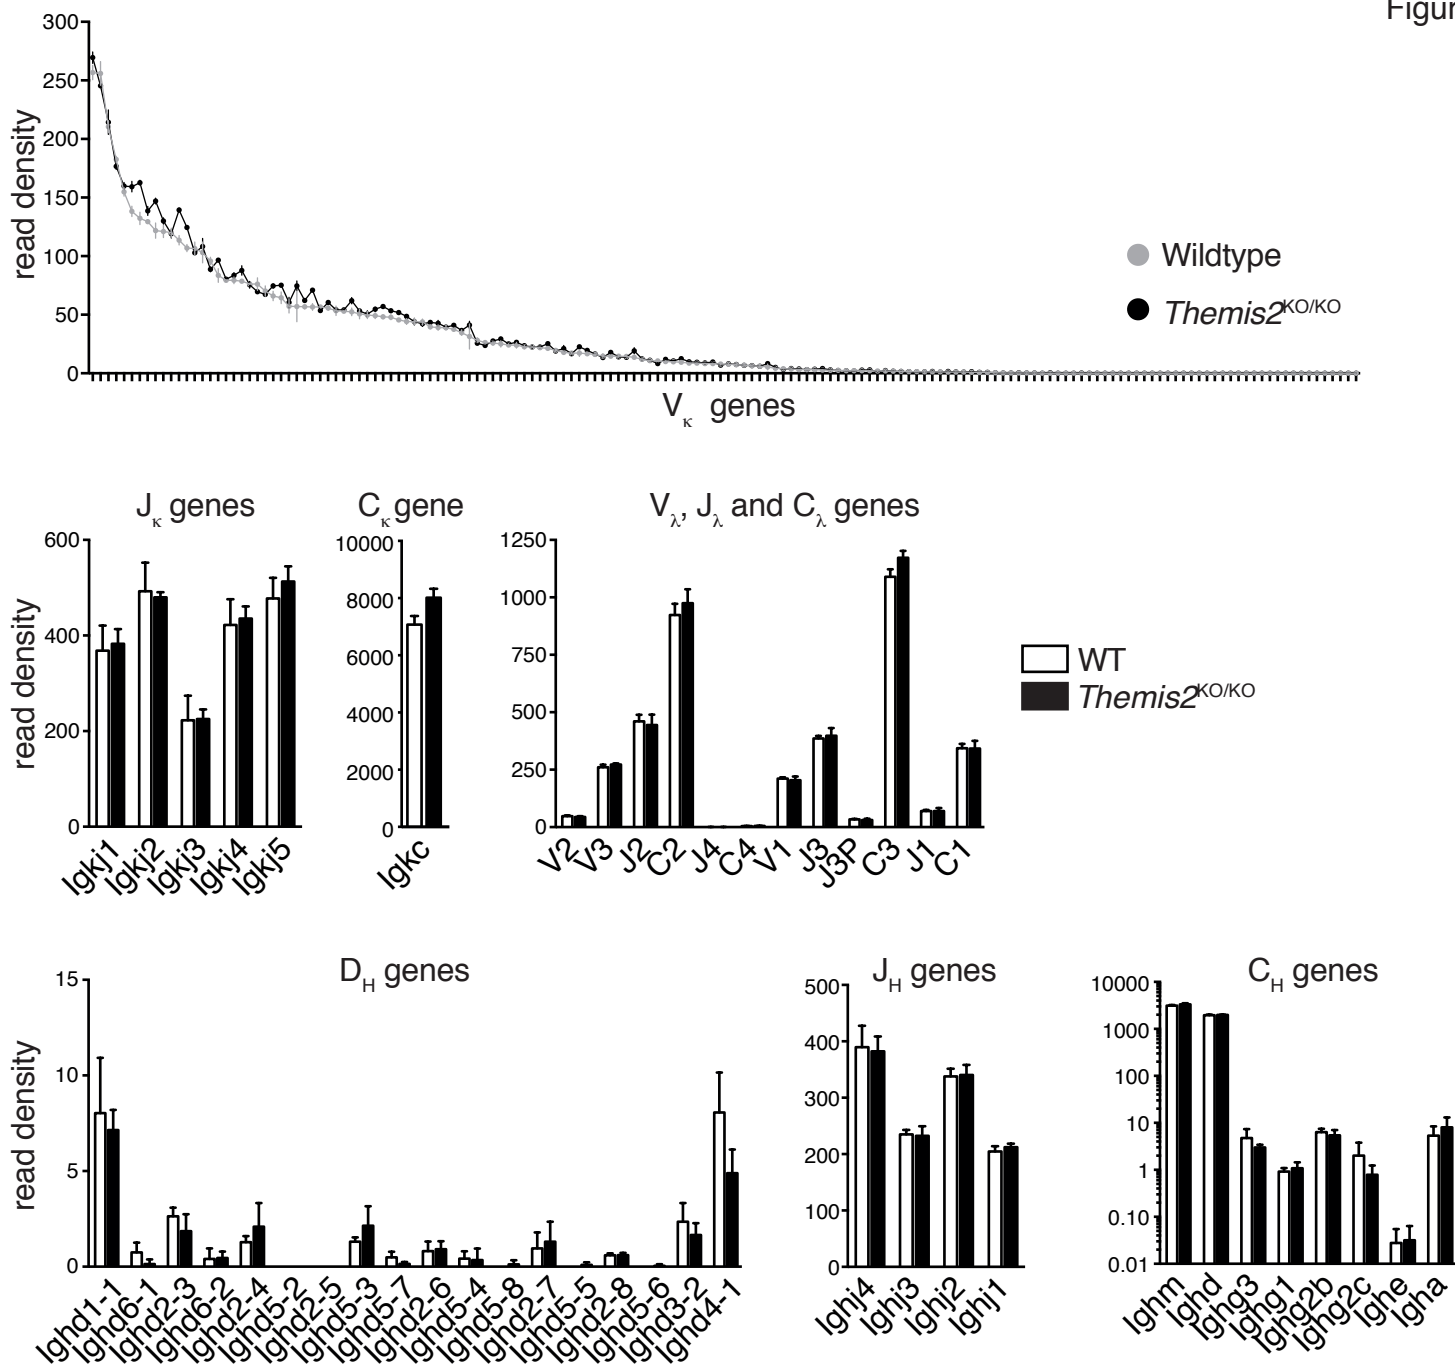 Figur
300
250
200
150
100
50
0
read density
Wildtype
Themis2KO/KO
Vκ genes
Jκ genes
Cκ gene
Vλ, Jλ and Cλ genes
600
400
200
0
read density
Igkj1
Igkj2
Igkj3
Igkj4
Igkj5
10000
8000
6000
4000
2000
0
Igkc
1250
1000
750
500
250
0
V2
V3
J2
C2
J4
C4
V1
J3
J3P
C3
J1
C1
WT
Themis2KO/KO
DH genes
JH genes
CH genes
15
10
5
0
read density
Ighd1-1
Ighd6-1
Ighd2-3
Ighd6-2
Ighd2-4
Ighd5-2
Ighd2-5
Ighd5-3
Ighd5-7
Ighd2-6
Ighd5-4
Ighd5-8
Ighd2-7
Ighd5-5
Ighd2-8
Ighd5-6
Ighd3-2
Ighd4-1
500
400
300
200
100
0
Ighj4
Ighj3
Ighj2
Ighj1
10000
1000
100
10
1
0.10
0.01
Ighm
Ighd
Ighg3
Ighg1
Ighg2b
Ighg2c
Ighe
Igha